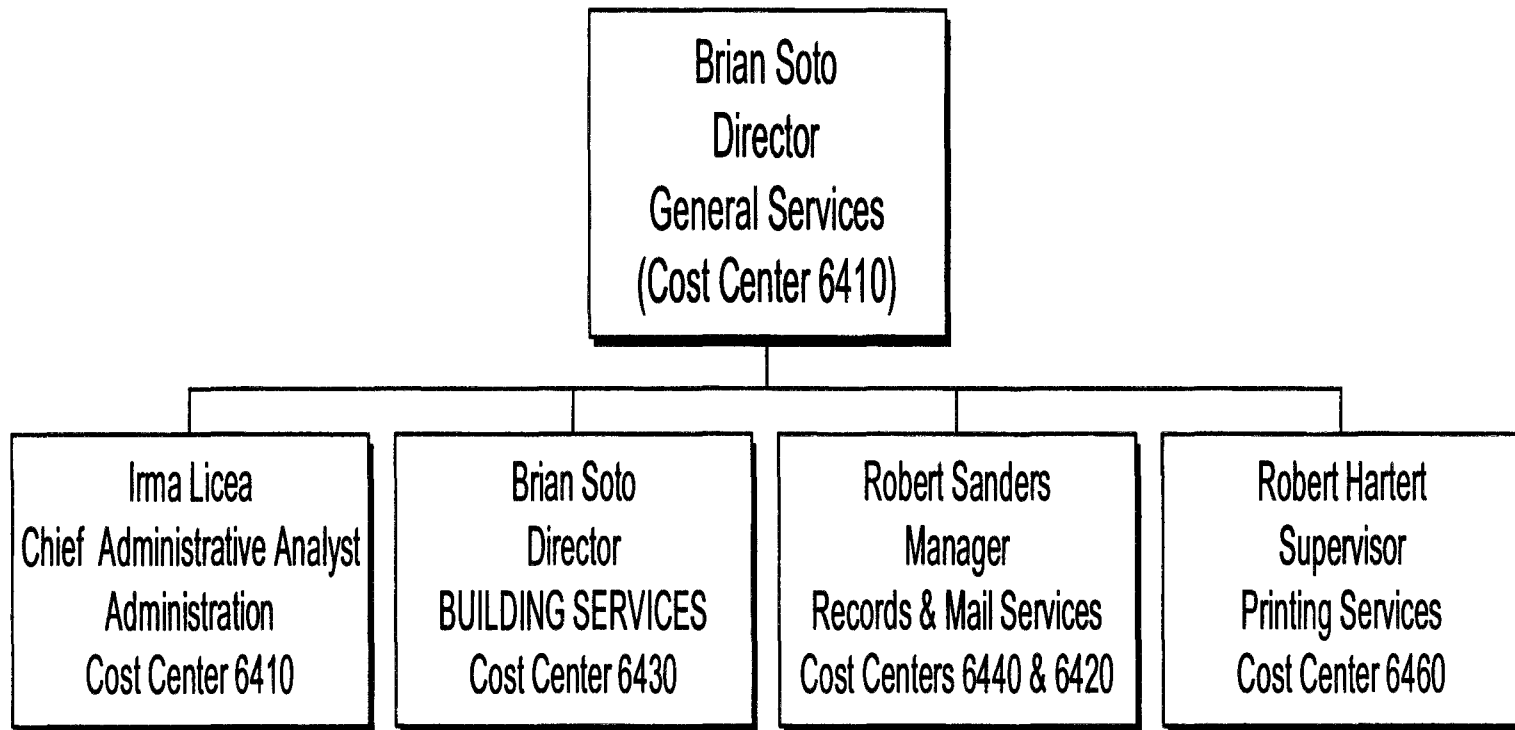 Brian Soto
Director
General Services
(Cost Center 6410)
Irma Licea
Chief Administrative Analyst
Administration
Cost Center 6410
Brian Soto
Director
BUILDING SERVICES
Cost Center 6430
Robert Sanders
Manager
Records & Mail Services
Cost Centers 6440 & 6420
Robert Hartert
Supervisor
Printing Services
Cost Center 6460